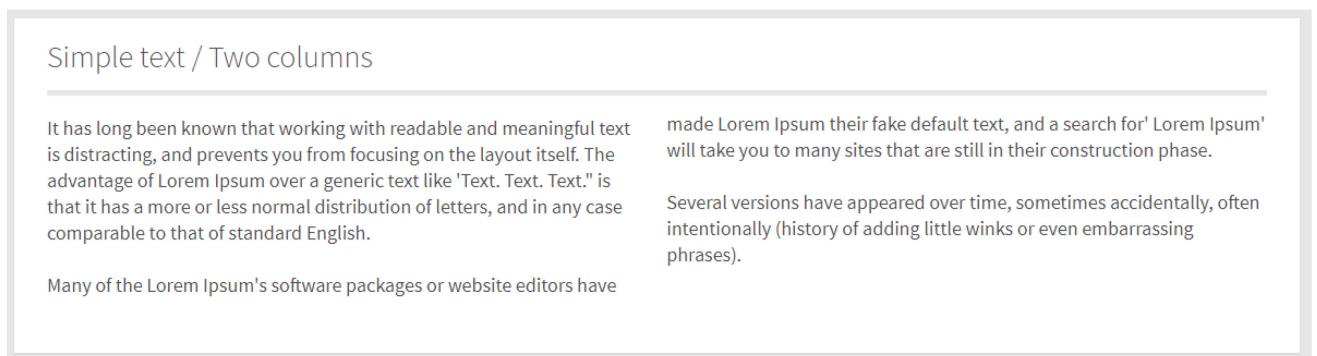 Simple text / Two columns
It has long been known that working with readable and meaningful text
is distracting, and prevents you from focusing on the layout itself. The
advantage of Lorem Ipsum over a generic text like 'Text. Text. Text." is
that it has a more or less normal distribution of letters, and in any case
comparable to that of standard English.
Many of the Lorem Ipsum's software packages or website editors have
made Lorem Ipsum their fake default text, and a search for' Lorem Ipsum'
will take you to many sites that are still in their construction phase.
Several versions have appeared over time, sometimes accidentally, often
intentionally (history of adding little winks or even embarrassing
phrases).